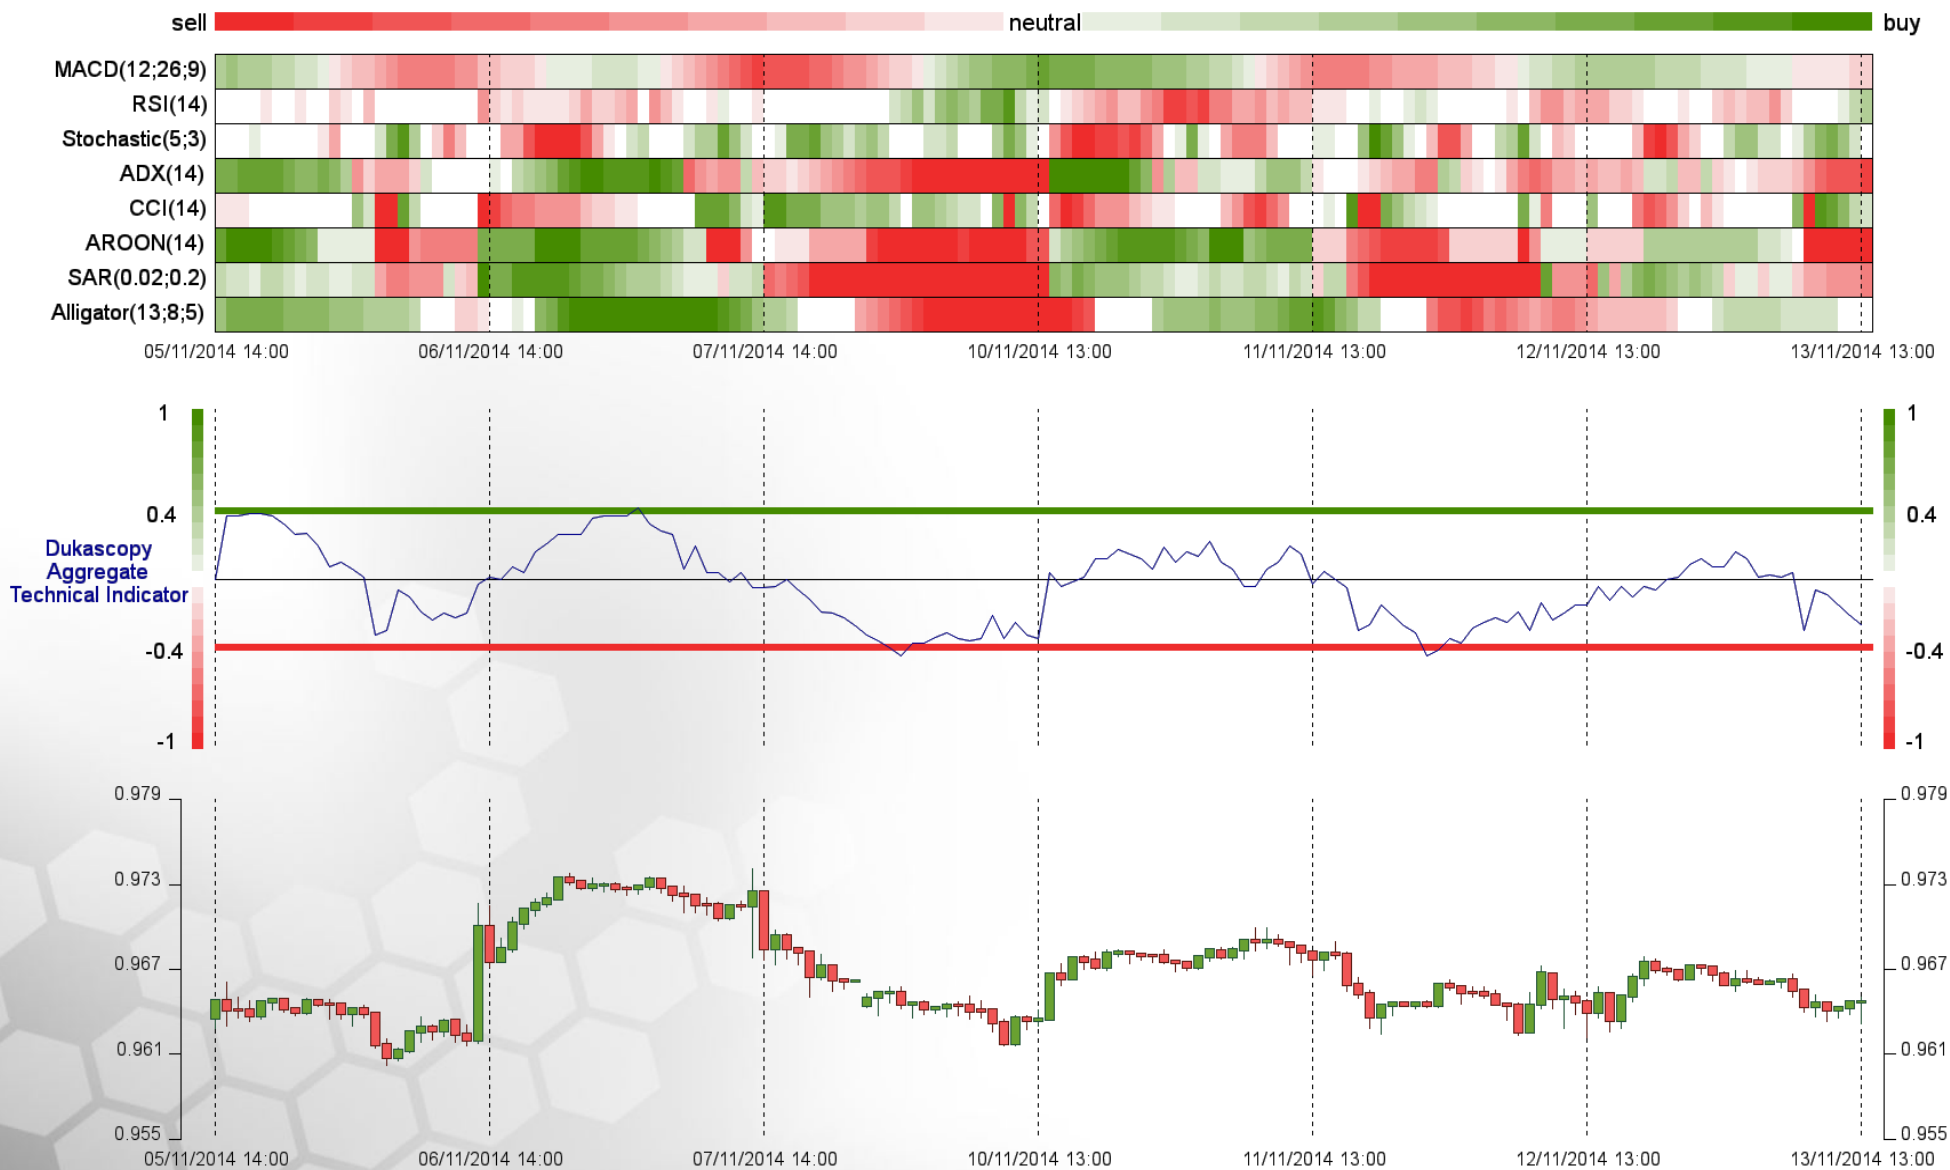 sell neutral buy
MACD(12;26;9)
RSI(14)
Stochastic(5;3)
ADX(14)
CCI(14)
AROON(14)
SAR(0.02;0.2)
Alligator(13;8;5)
05/11/2014 14:00 06/11/2014 14:00 07/11/2014 14:00 10/11/2014 13:00 11/11/2014 13:00 12/11/2014 13:00 13/11/2014 13:00
1 1
0.4 0.4
Dukascopy
Aggregate
Technical Indicator
-0.4 -0.4
-1 -1
0.979 0.979
0.973 0.973
0.967 0.967
0.961 0.961
0.955 0.955
05/11/2014 14:00 06/11/2014 14:00 07/11/2014 14:00 10/11/2014 13:00 11/11/2014 13:00 12/11/2014 13:00 13/11/2014 13:00